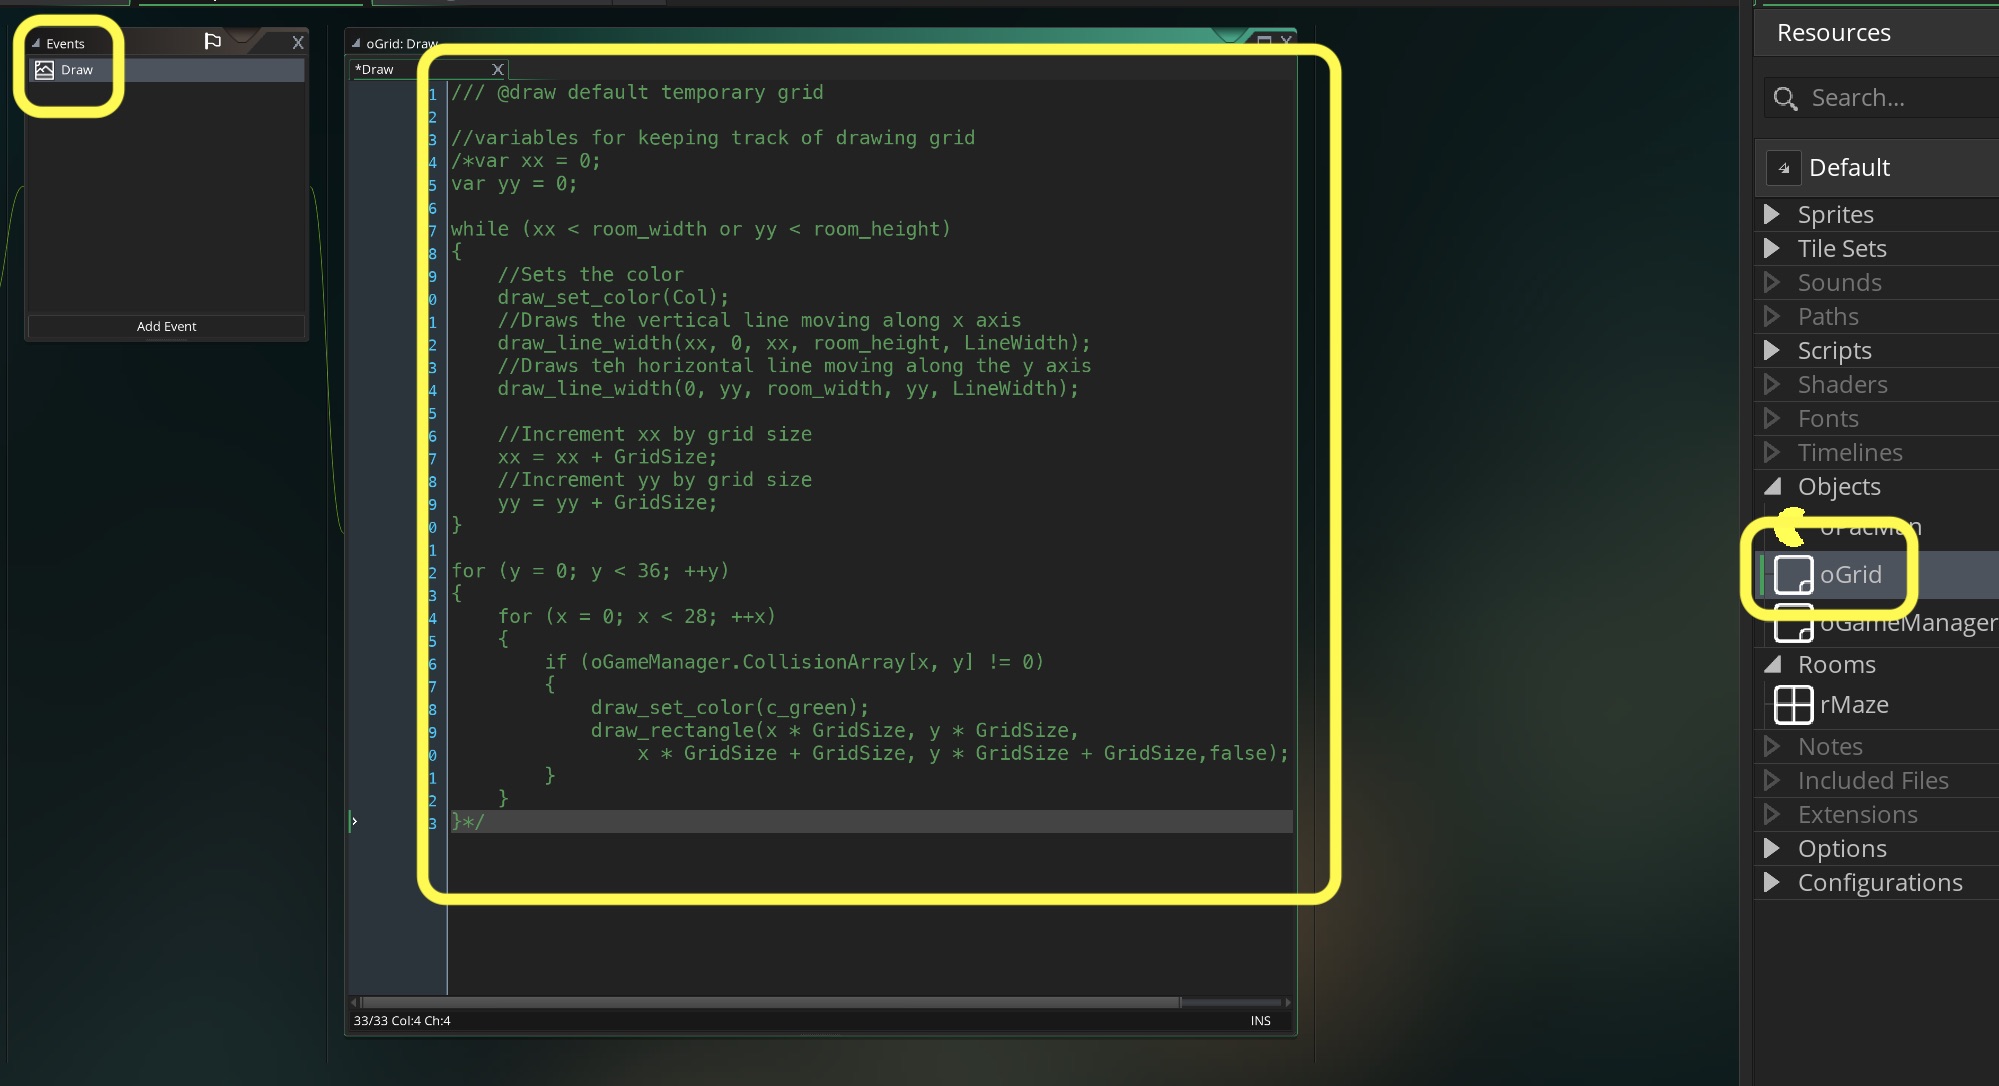 Events
Draw
Add Event
oGrid: Draw
*Draw
1 /// @draw default temporary grid
2
3 //variables for keeping track of drawing grid
4 /*var xx = 0;
5 var yy = 0;
6
7 while (xx < room_width or yy < room_height)
8 {
9 //Sets the color
0 draw_set_color(Col);
1 //Draws the vertical line moving along x axis
2 draw_line_width(xx, 0, xx, room_height, LineWidth);
3 //Draws teh horizontal line moving along the y axis
4 draw_line_width(0, yy, room_width, yy, LineWidth);
5
6 //Increment xx by grid size
7 xx = xx + GridSize;
8 //Increment yy by grid size
9 yy = yy + GridSize;
0 }
1
2 for (y = 0; y < 36; ++y)
3 {
4 for (x = 0; x < 28; ++x)
5 {
6 if (oGameManager.CollisionArray[x, y] != 0)
7 {
8 draw_set_color(c_green);
9 draw_rectangle(x * GridSize, y * GridSize,
0 x * GridSize + GridSize, y * GridSize + GridSize,false);
1 }
2 }
3 }*/
33/33 Col:4 Ch:4
INS
Resources
Search...
Default
Sprites
Tile Sets
Sounds
Paths
Scripts
Shaders
Fonts
Timelines
Objects
oPacMan
oGrid
oGameManager
Rooms
rMaze
Notes
Included Files
Extensions
Options
Configurations